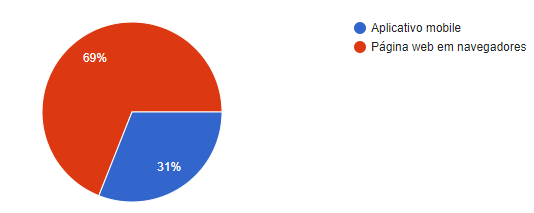 Aplicativo mobile
Página web em navegadores
69%
31%